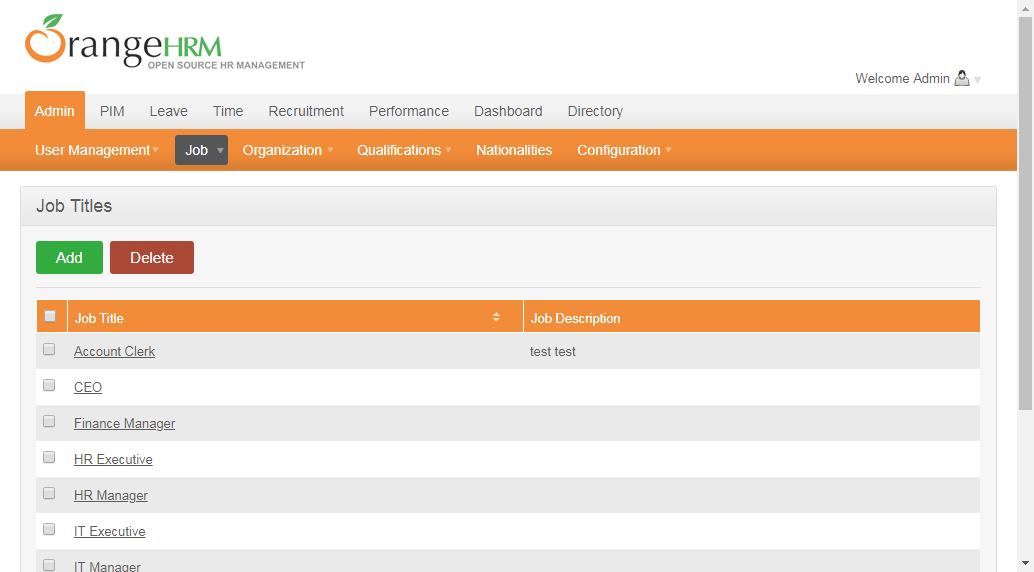 OrangeHRM
OPEN SOURCE HR MANAGEMENT
Welcome Admin
Admin PIM Leave Time Recruitment Performance Dashboard Directory
User Management Job Organization Qualifications Nationalities Configuration
Job Titles
Add Delete
Job Title Job Description
Account Clerk test test
CEO
Finance Manager
HR Executive
HR Manager
IT Executive
IT Manager